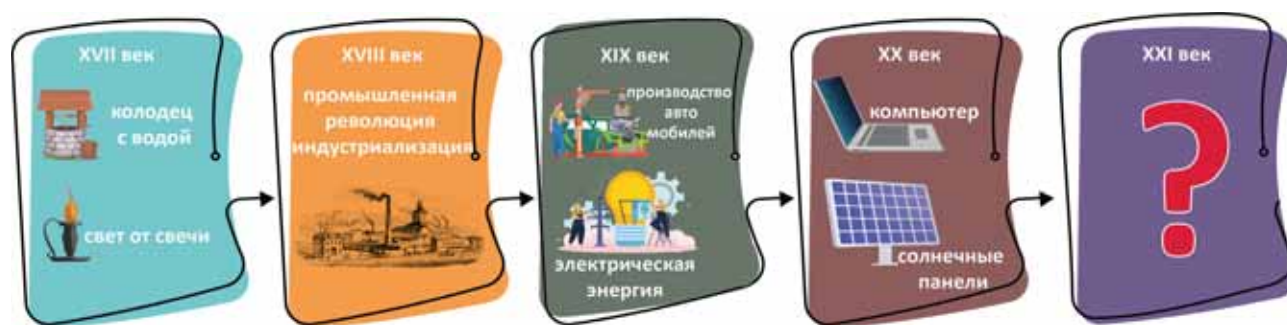 XVII век
колодец
с водой
свет от свечи
XVIII век
промышленная
революция
индустриализация
XIX век
производство
авто
мобилей
электрическая
энергия
XX век
компьютер
солнечные
панели
XXI век
?